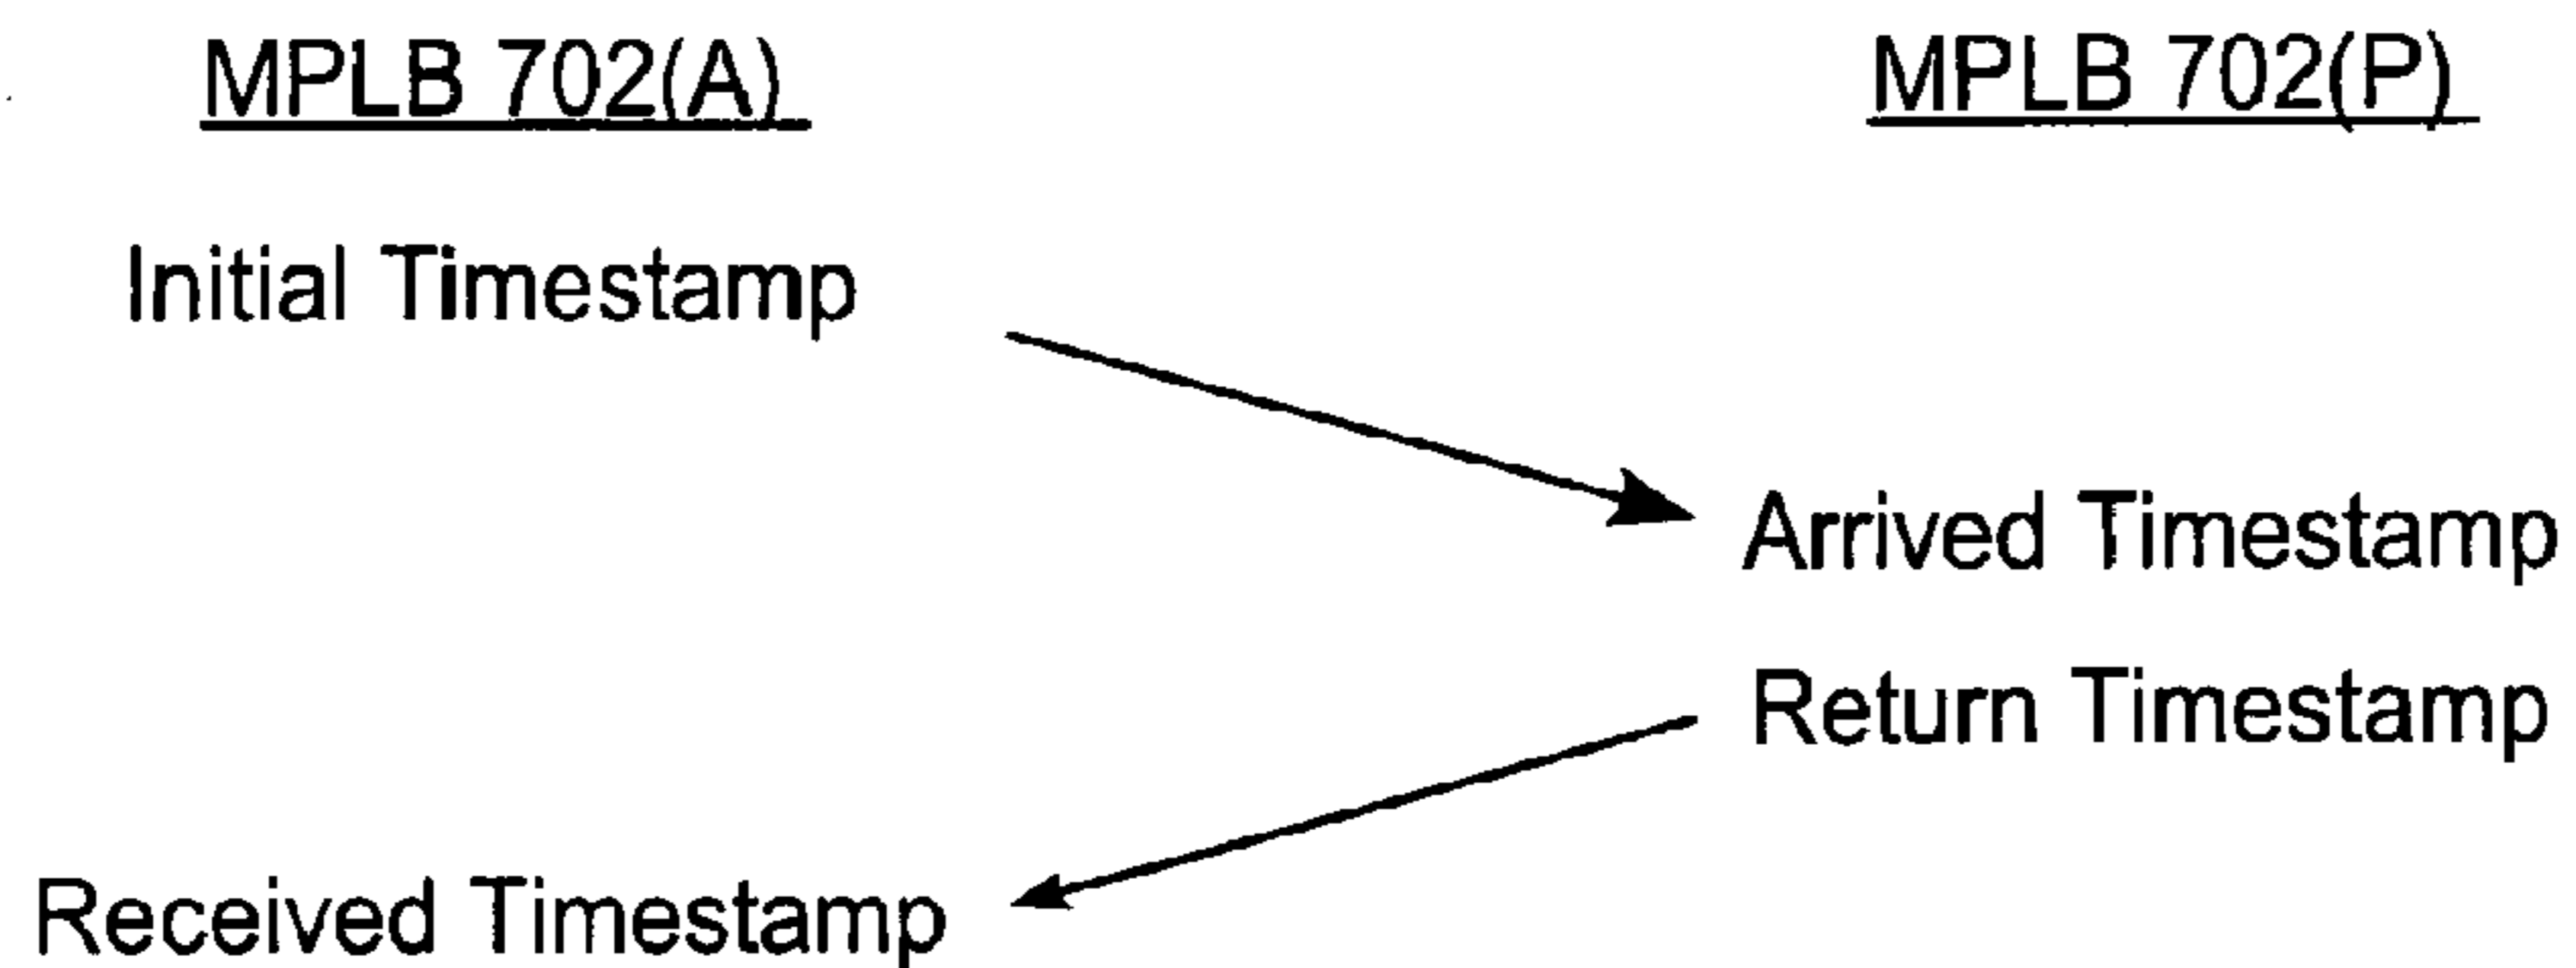 MPLB 702(A)
MPLB 702(P)
Initial Timestamp
Arrived Timestamp
Return Timestamp
Received Timestamp